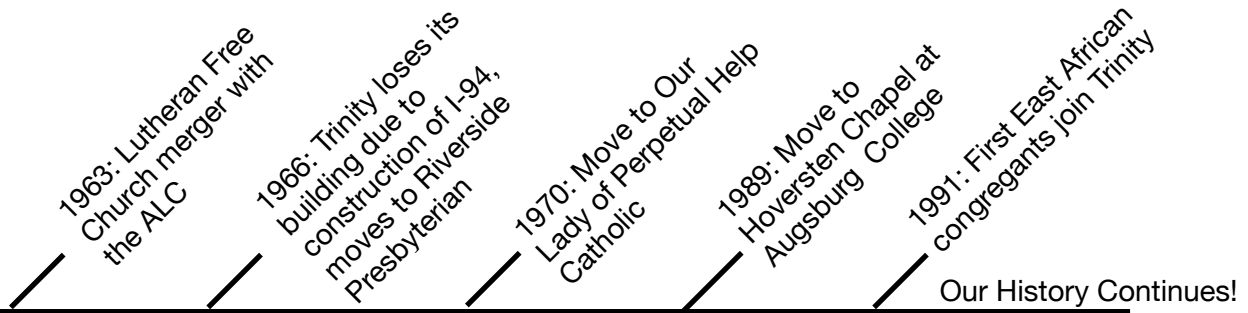 1963: Lutheran Free
Church merger with
the ALC
1966: Trinity loses its
building due to
construction of I-94,
moves to Riverside
Presbyterian
1970: Move to Our
Lady of Perpetual Help
Catholic
1989: Move to
Hoversten Chapel at
Augsburg College
1991: First East African
congregants join Trinity
Our History Continues!